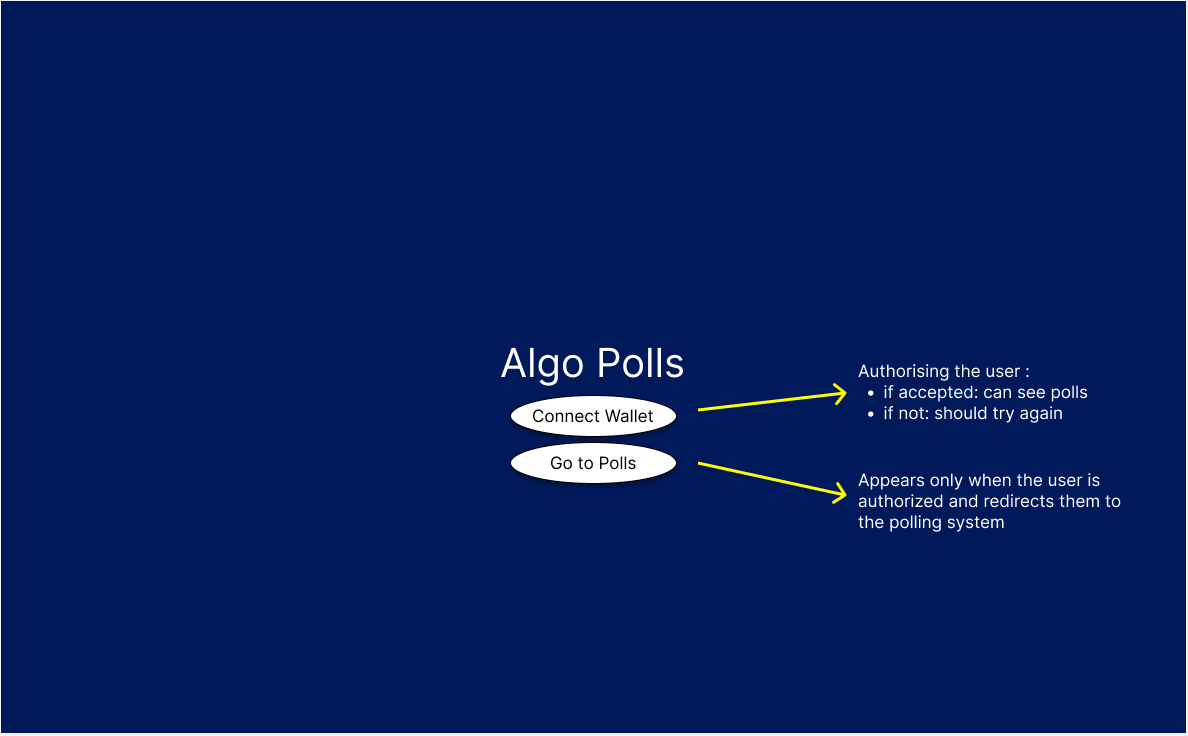 Algo Polls
Connect Wallet
Go to Polls
Authorising the user :
• if accepted: can see polls
• if not: should try again
Appears only when the user is
authorized and redirects them to
the polling system